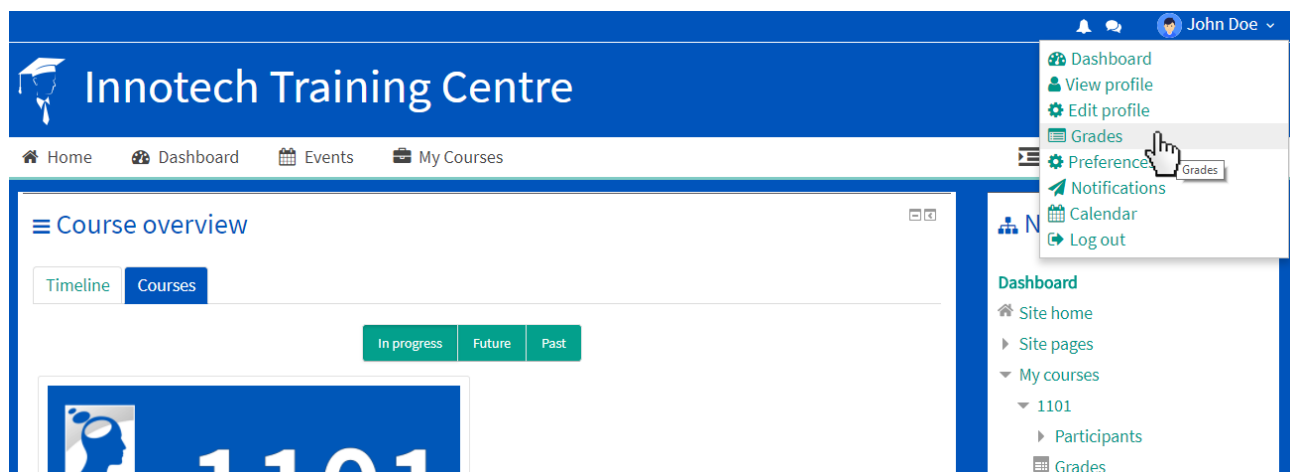 John Doe
Dashboard
View profile
Edit profile
Grades
Preferences
Grades
Notifications
Calendar
Log out
Innotech Training Centre
Home
Dashboard
Events
My Courses
Course overview
Timeline
Courses
In progress
Future
Past
1101
N
Dashboard
Site home
Site pages
My courses
1101
Participants
Grades